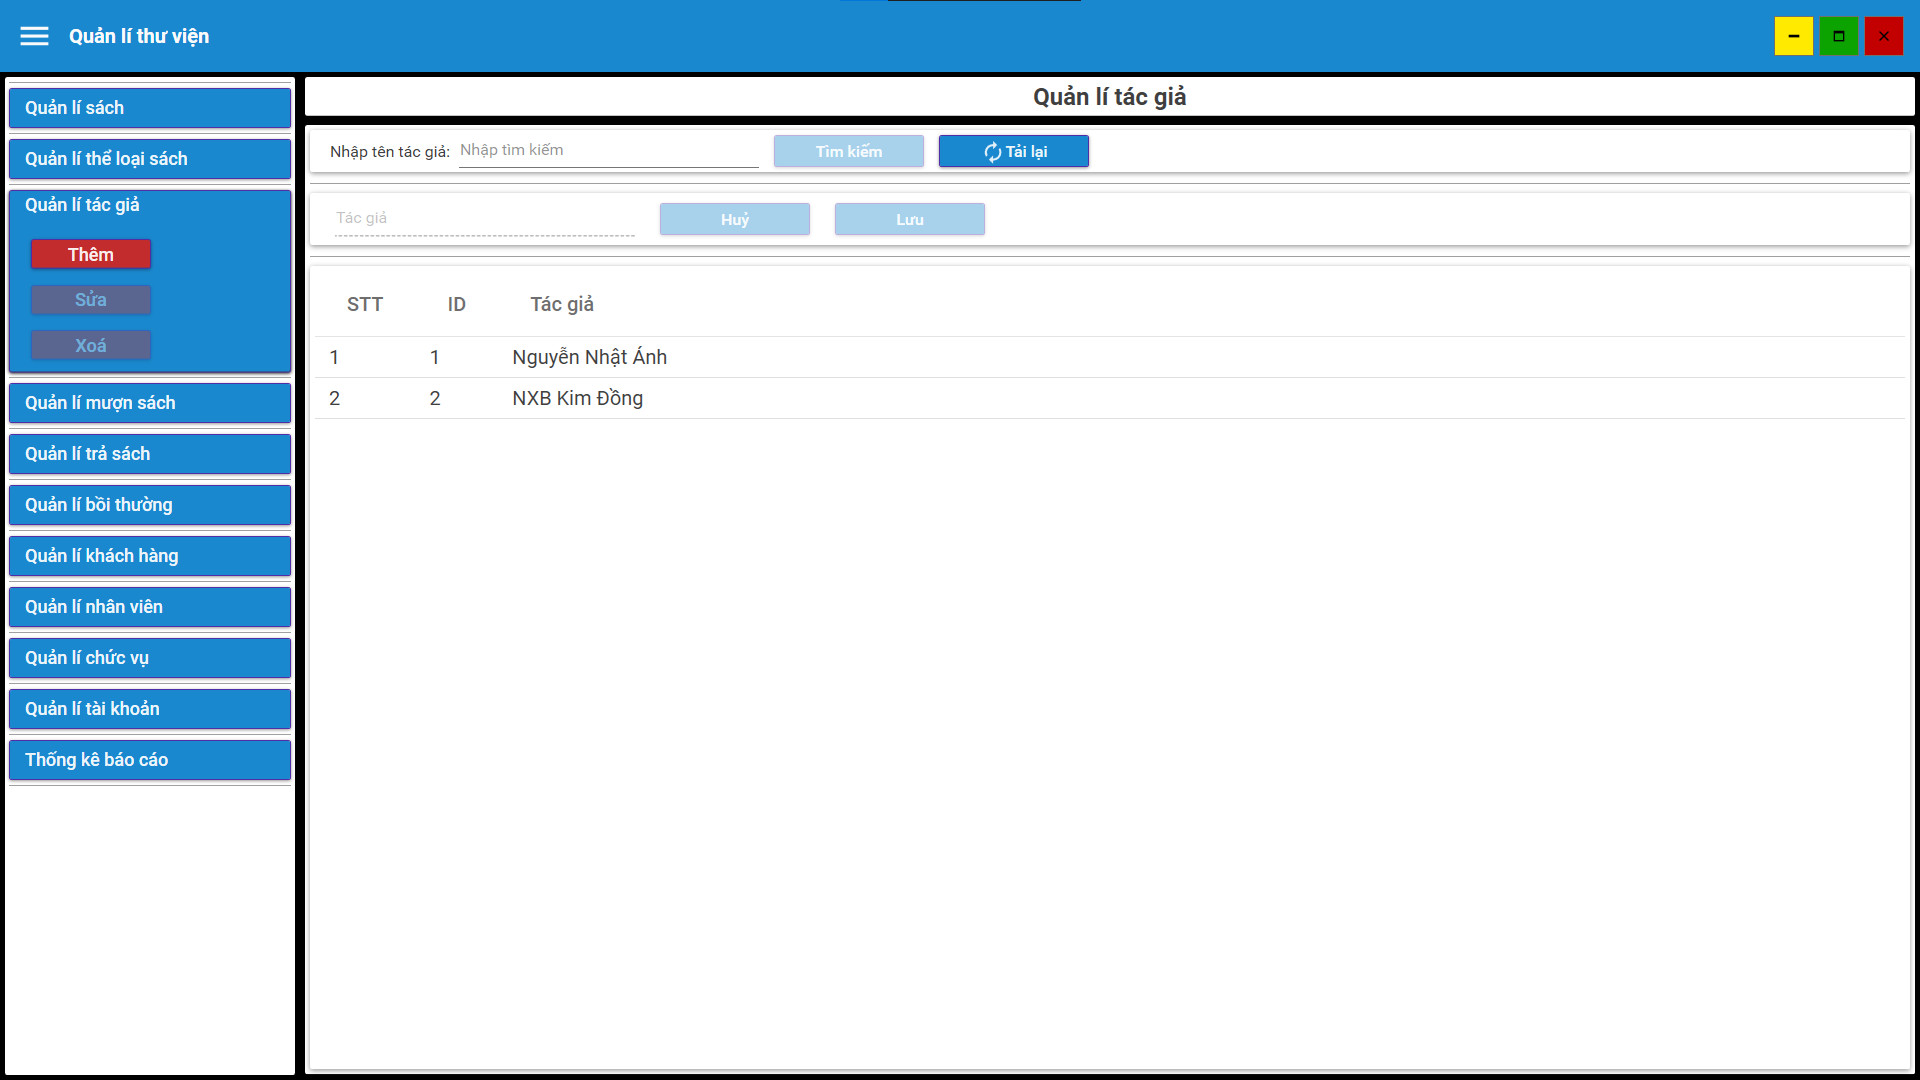 Quản lí thư viện
Quản lí sách
Quản lí thể loại sách
Quản lí tác giả
Thêm
Sửa
Xoá
Quản lí mượn sách
Quản lí trả sách
Quản lí bồi thường
Quản lí khách hàng
Quản lí nhân viên
Quản lí chức vụ
Quản lí tài khoản
Thống kê báo cáo
Quản lí tác giả
Nhập tên tác giả: Nhập tìm kiếm Tìm kiếm Tải lại
Tác giả Huỷ Lưu
STT ID Tác giả
1 1 Nguyễn Nhật Ánh
2 2 NXB Kim Đồng